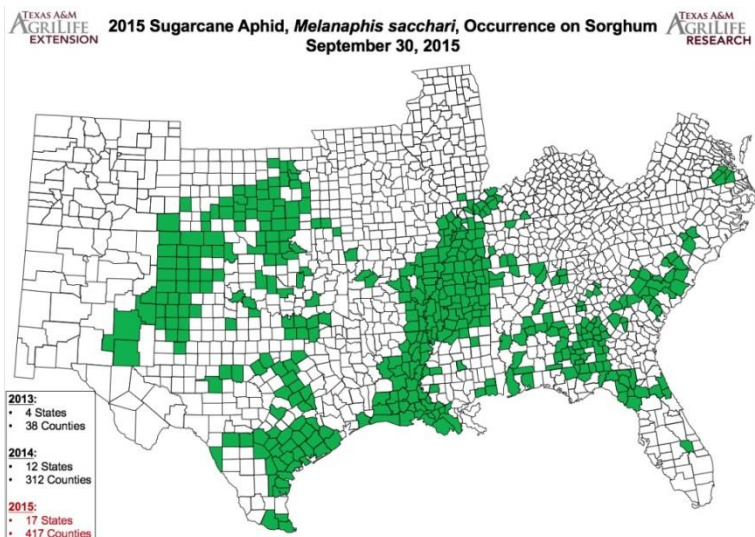 TEXAS A&M
AGRILIFE
EXTENSION
2015 Sugarcane Aphid, Melanaphis sacchari, Occurrence on Sorghum
September 30, 2015
TEXAS A&M
AGRILIFE
RESEARCH
2013:
• 4 States
• 38 Counties
2014:
• 12 States
• 312 Counties
2015:
• 17 States
• 417 Counties